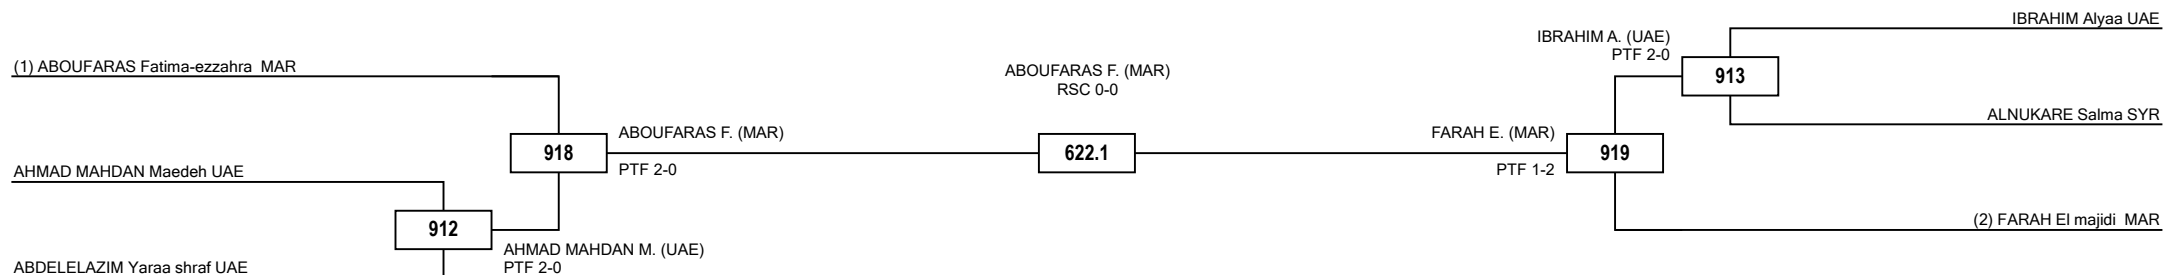 IBRAHIM Alyaa UAE
IBRAHIM A. (UAE)
PTF 2-0
(1) ABOUFARAS Fatima-ezzahra MAR
ABOUFARAS F. (MAR)
RSC 0-0
913
ALNUKARE Salma SYR
918
ABOUFARAS F. (MAR)
PTF 2-0
622.1
FARAH E. (MAR)
PTF 1-2
919
AHMAD MAHDAN Maedeh UAE
912
(2) FARAH El majidi MAR
AHMAD MAHDAN M. (UAE)
PTF 2-0
ABDELELAZIM Yaraa shraf UAE